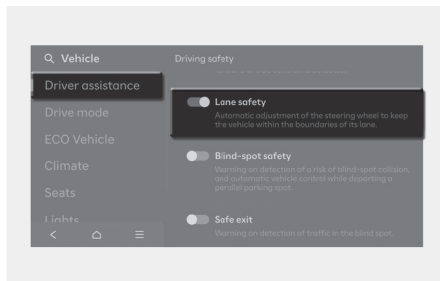 Vehicle
Driving safety
Driver assistance
Drive mode
ECO Vehicle
Climate
Seats
Lights
Lane safety
Automatic adjustment of the steering wheel to keep
the vehicle within the boundaries of its lane.
Blind-spot safety
Warning on detection of a risk of blind-spot collision,
and automatic vehicle control while departing a
parallel parking spot.
Safe exit
Warning on detection of traffic in the blind spot.